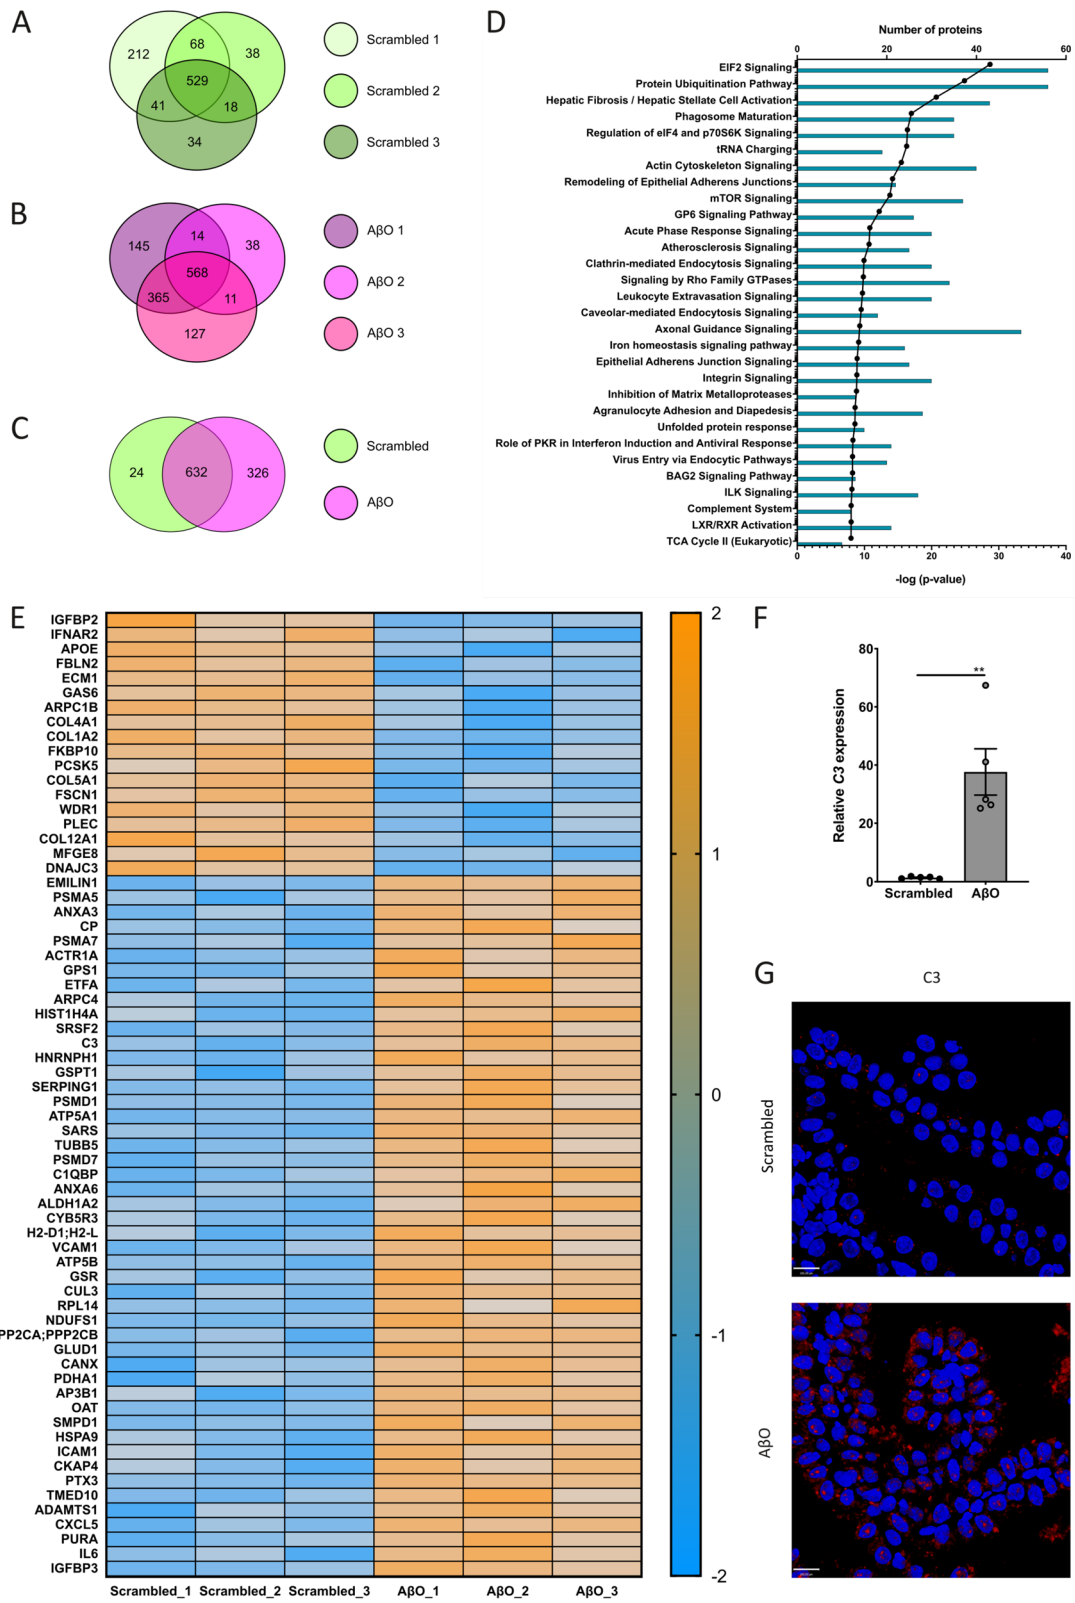 A
212
68
38
529
41
18
34
Scrambled 1
Scrambled 2
Scrambled 3
B
145
14
38
568
365
11
127
AβO 1
AβO 2
AβO 3
C
24
632
326
Scrambled
AβO
D
Number of proteins
0 20 40 60
EIF2 Signaling
Protein Ubiquitination Pathway
Hepatic Fibrosis / Hepatic Stellate Cell Activation
Phagosome Maturation
Regulation of eIF4 and p70S6K Signaling
tRNA Charging
Actin Cytoskeleton Signaling
Remodeling of Epithelial Adherens Junctions
mTOR Signaling
GP6 Signaling Pathway
Acute Phase Response Signaling
Atherosclerosis Signaling
Clathrin-mediated Endocytosis Signaling
Signaling by Rho Family GTPases
Leukocyte Extravasation Signaling
Caveolar-mediated Endocytosis Signaling
Axonal Guidance Signaling
Iron homeostasis signaling pathway
Epithelial Adherens Junction Signaling
Integrin Signaling
Inhibition of Matrix Metalloproteases
Agranulocyte Adhesion and Diapedesis
Unfolded protein response
Role of PKR in Interferon Induction and Antiviral Response
Virus Entry via Endocytic Pathways
BAG2 Signaling Pathway
ILK Signaling
Complement System
LXR/RXR Activation
TCA Cycle II (Eukaryotic)
0 10 20 30 40
-log (p-value)
E
IGFBP2
IFNAR2
APOE
FBLN2
ECM1
GAS6
ARPC1B
COL4A1
COL1A2
FKBP10
PCSK5
COL5A1
FSCN1
WDR1
PLEC
COL12A1
MFGE8
DNAJC3
EMILIN1
PSMA5
ANXA3
CP
PSMA7
ACTR1A
GPS1
ETFA
ARPC4
HIST1H4A
SRSF2
C3
HNRNPH1
GSPT1
SERPING1
PSMD1
ATP5A1
SARS
TUBB5
PSMD7
C1QBP
ANXA6
ALDH1A2
CYB5R3
H2-D1;H2-L
VCAM1
ATP5B
GSR
CUL3
RPL14
NDUFS1
PP2CA;PPP2CB
GLUD1
CANX
PDHA1
AP3B1
OAT
SMPD1
HSPA9
ICAM1
CKAP4
PTX3
TMED10
ADAMTS1
CXCL5
PURA
IL6
IGFBP3
Scrambled_1 Scrambled_2 Scrambled_3 AβO_1 AβO_2 AβO_3
2
1
0
-1
-2
F
Relative C3 expression
80
60
40
20
0
**
Scrambled AβO
G
C3
Scrambled
AβO